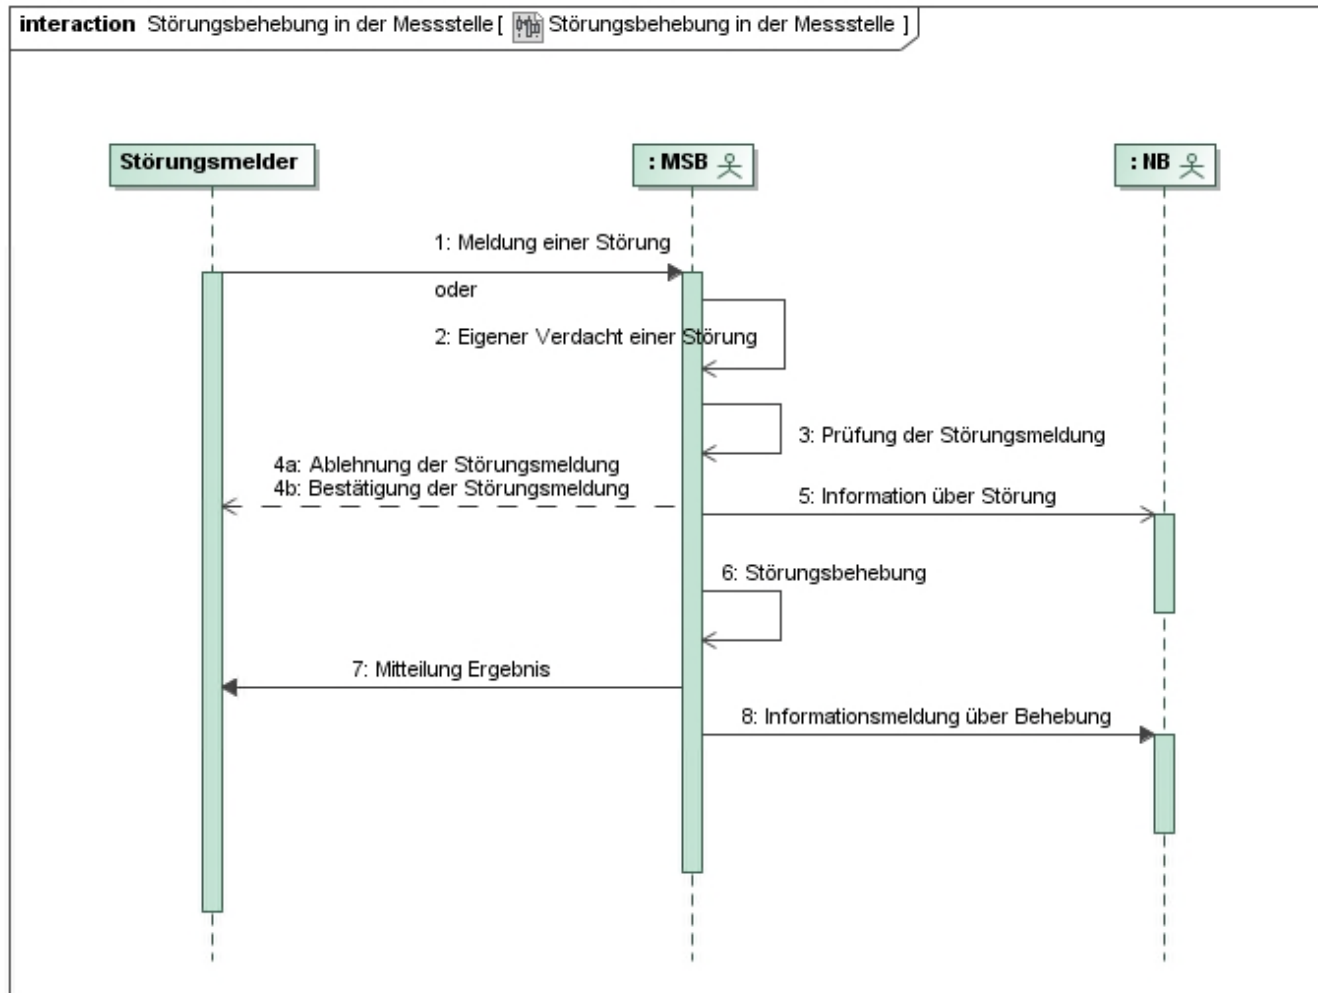 interaction Störungsbehebung in der Messstelle [ Störungsbehebung in der Messstelle ]
Störungsmelder
: MSB
: NB
1: Meldung einer Störung
oder
2: Eigener Verdacht einer Störung
3: Prüfung der Störungsmeldung
4a: Ablehnung der Störungsmeldung
4b: Bestätigung der Störungsmeldung
5: Information über Störung
6: Störungsbehebung
7: Mitteilung Ergebnis
8: Informationsmeldung über Behebung